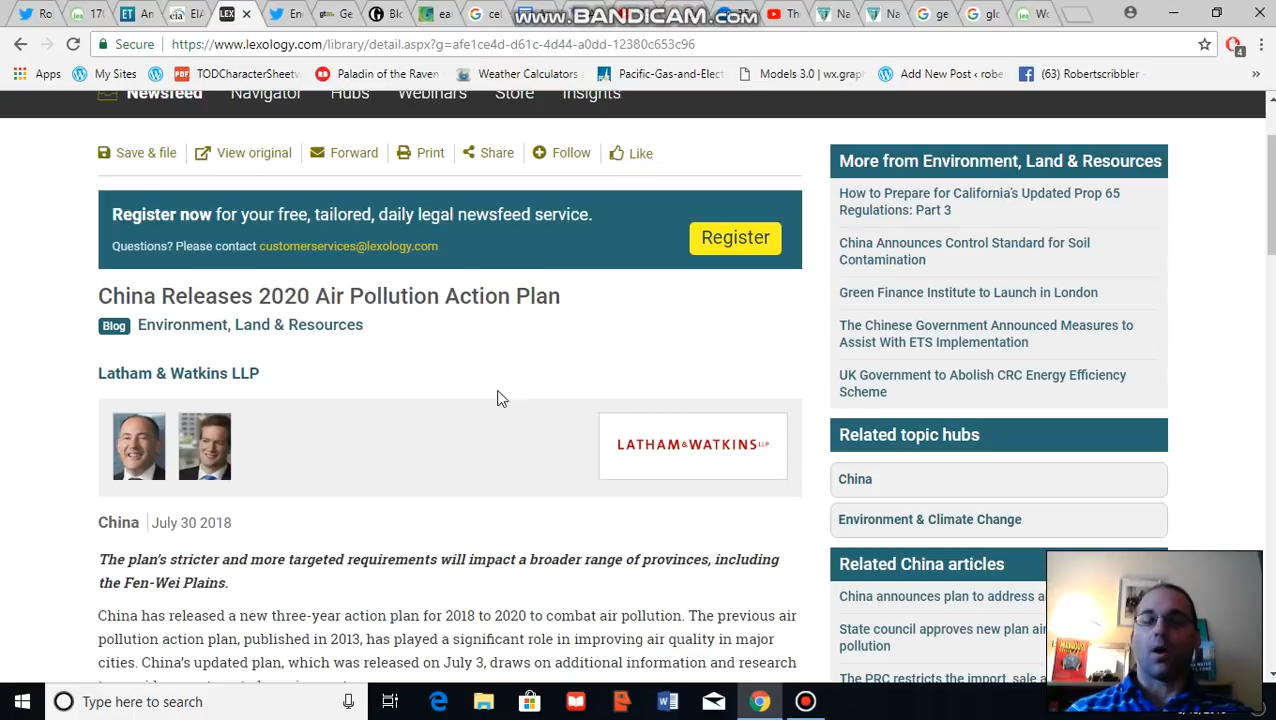 www.BANDICAM.com
Secure https://www.lexology.com/library/detail.aspx?g=afe1ce4d-d61c-4d44-a0dd-12380c653c96
Apps My Sites TODCharacterSheetv Paladin of the Raven Weather Calculators Pacific-Gas-and-Elect Models 3.0 | wx.grap Add New Post ‹ rober (63) Robertscribbler
Newsfeed Navigator Hubs Webinars Store Insights
Save & file View original Forward Print Share Follow Like
Register now for your free, tailored, daily legal newsfeed service.
Questions? Please contact customerservices@lexology.com
Register
China Releases 2020 Air Pollution Action Plan
Blog Environment, Land & Resources
Latham & Watkins LLP
LATHAM&WATKINS LLP
China July 30 2018
The plan's stricter and more targeted requirements will impact a broader range of provinces, including
the Fen-Wei Plains.
China has released a new three-year action plan for 2018 to 2020 to combat air pollution. The previous air
pollution action plan, published in 2013, has played a significant role in improving air quality in major
cities. China's updated plan, which was released on July 3, draws on additional information and research
More from Environment, Land & Resources
How to Prepare for California's Updated Prop 65
Regulations: Part 3
China Announces Control Standard for Soil
Contamination
Green Finance Institute to Launch in London
The Chinese Government Announced Measures to
Assist With ETS Implementation
UK Government to Abolish CRC Energy Efficiency
Scheme
Related topic hubs
China
Environment & Climate Change
Related China articles
China announces plan to address a
State council approves new plan air
pollution
The PRC restricts the import, sale a
Type here to search